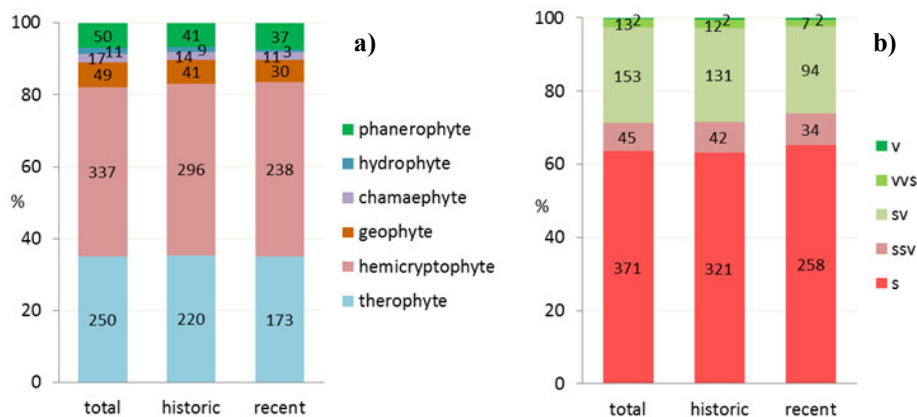 a)
100
80
60
%
40
20
0
50
41
37
17 11
14 9
11 3
49
41
30
337
296
238
250
220
173
total historic recent
phanerophyte
hydrophyte
chamaephyte
geophyte
hemicryptophyte
therophyte
b)
100
80
60
%
40
20
0
13 2
12 2
7 2
153
131
94
45
42
34
371
321
258
total historic recent
v
vvs
sv
ssv
s